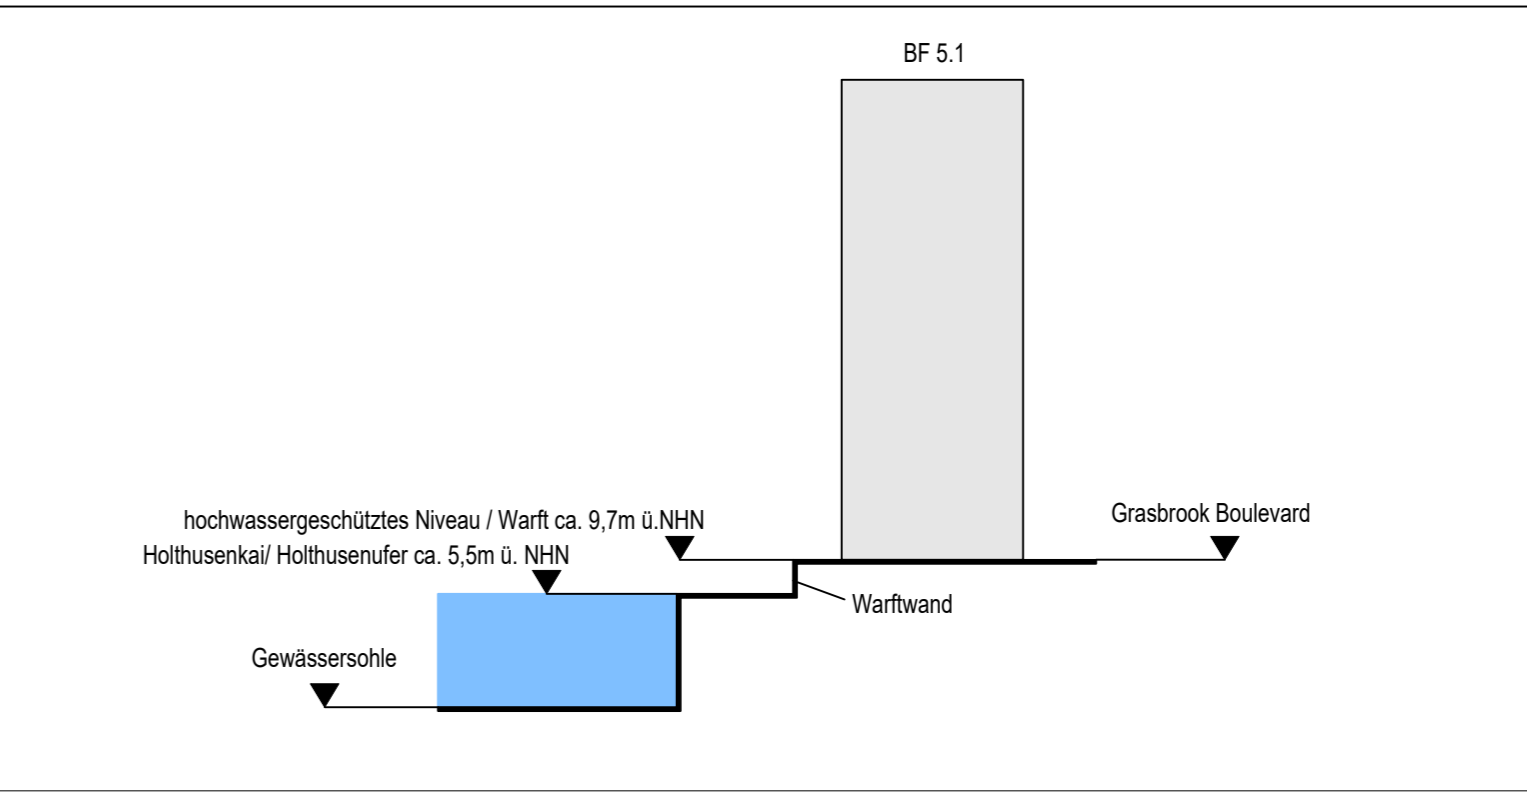 BF 5.1
Grasbrook Boulevard
hochwassergeschütztes Niveau / Warft ca. 9,7m ü.NHN
Holthusenkai/ Holthusenufer ca. 5,5m ü. NHN
Warftwand
Gewässersohle